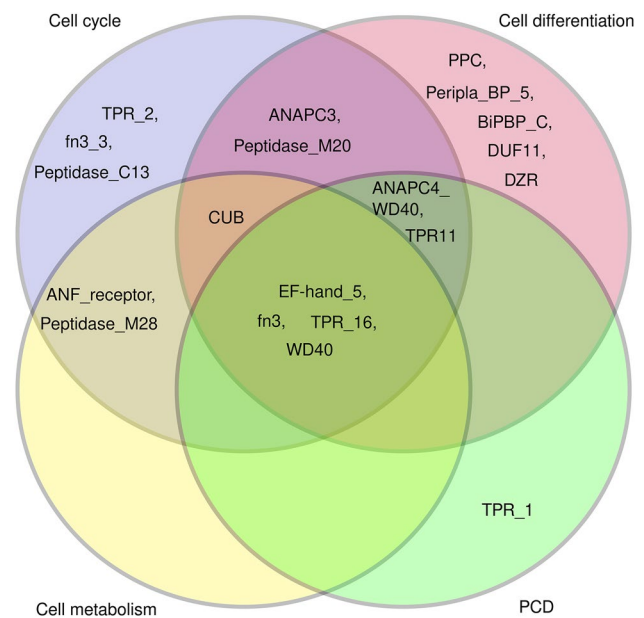 Cell cycle
Cell differentiation
PPC,
Peripla_BP_5,
BiPBP_C,
DUF11,
DZR
TPR_2,
fn3_3,
Peptidase_C13
ANAPC3,
Peptidase_M20
ANAPC4_
WD40,
TPR11
CUB
ANF_receptor,
Peptidase_M28
EF-hand_5,
fn3, TPR_16,
WD40
TPR_1
Cell metabolism
PCD